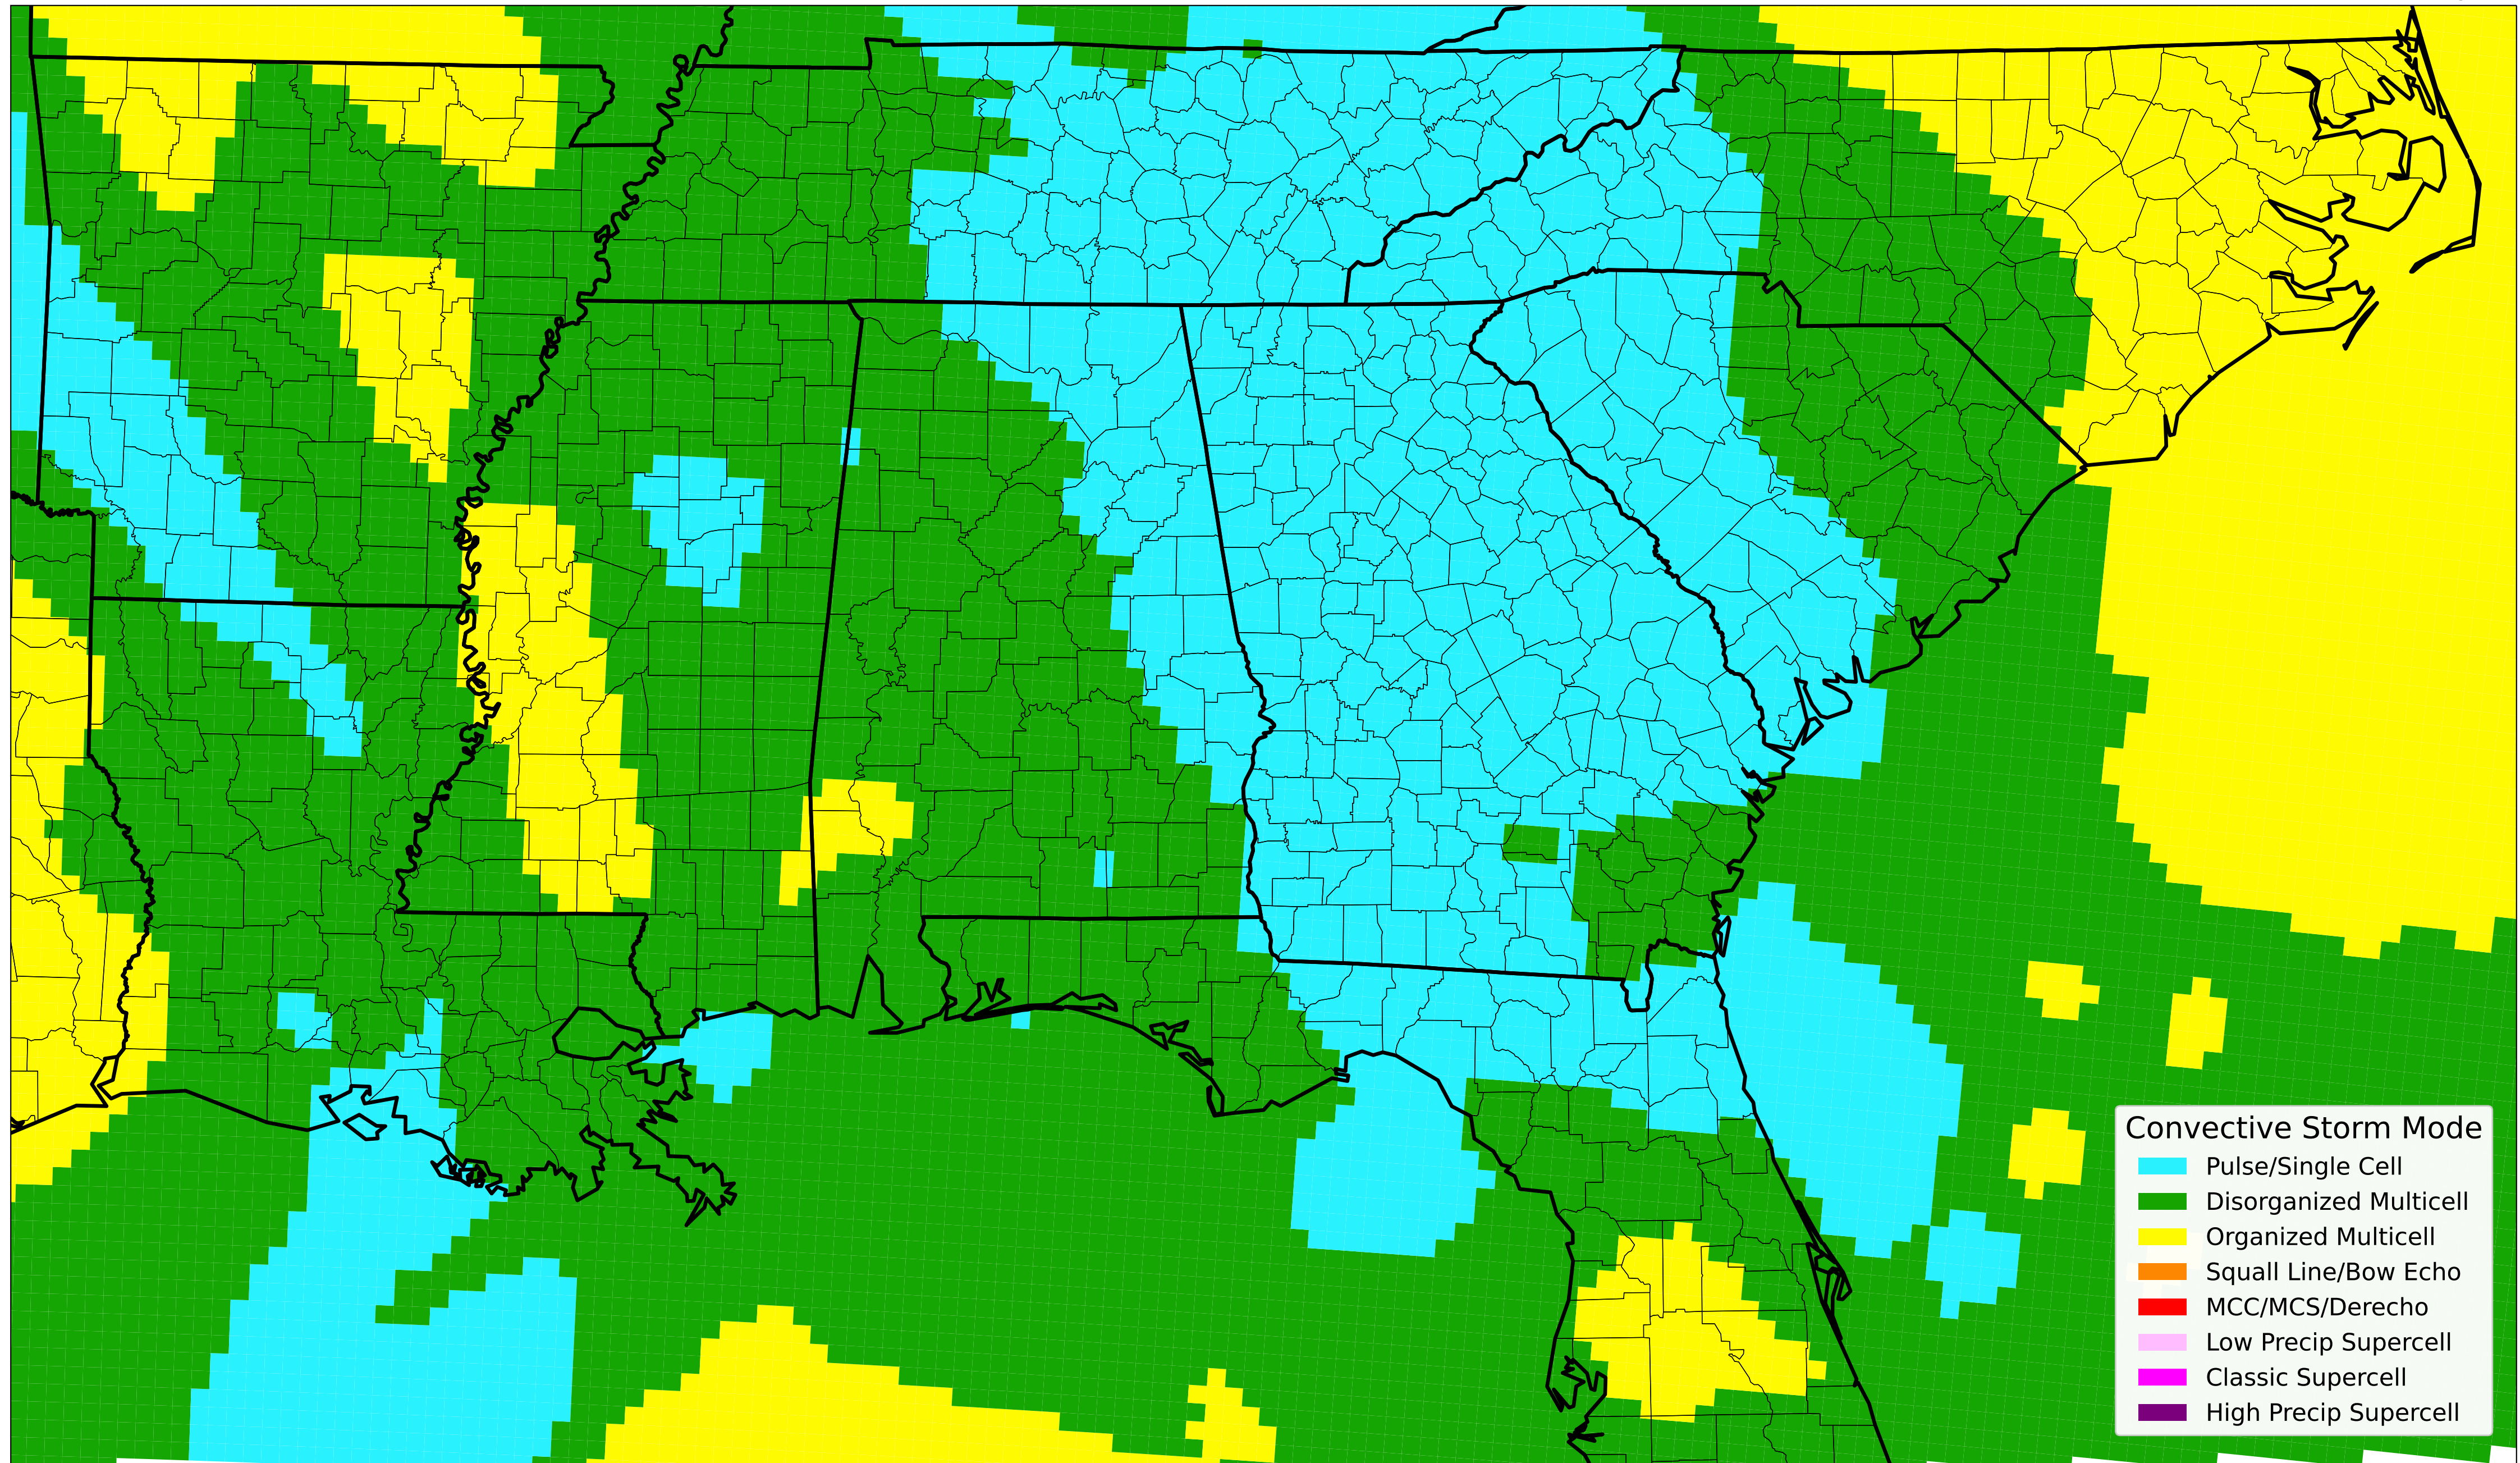 Convective Storm Mode
Pulse/Single Cell
Disorganized Multicell
Organized Multicell
Squall Line/Bow Echo
MCC/MCS/Derecho
Low Precip Supercell
Classic Supercell
High Precip Supercell